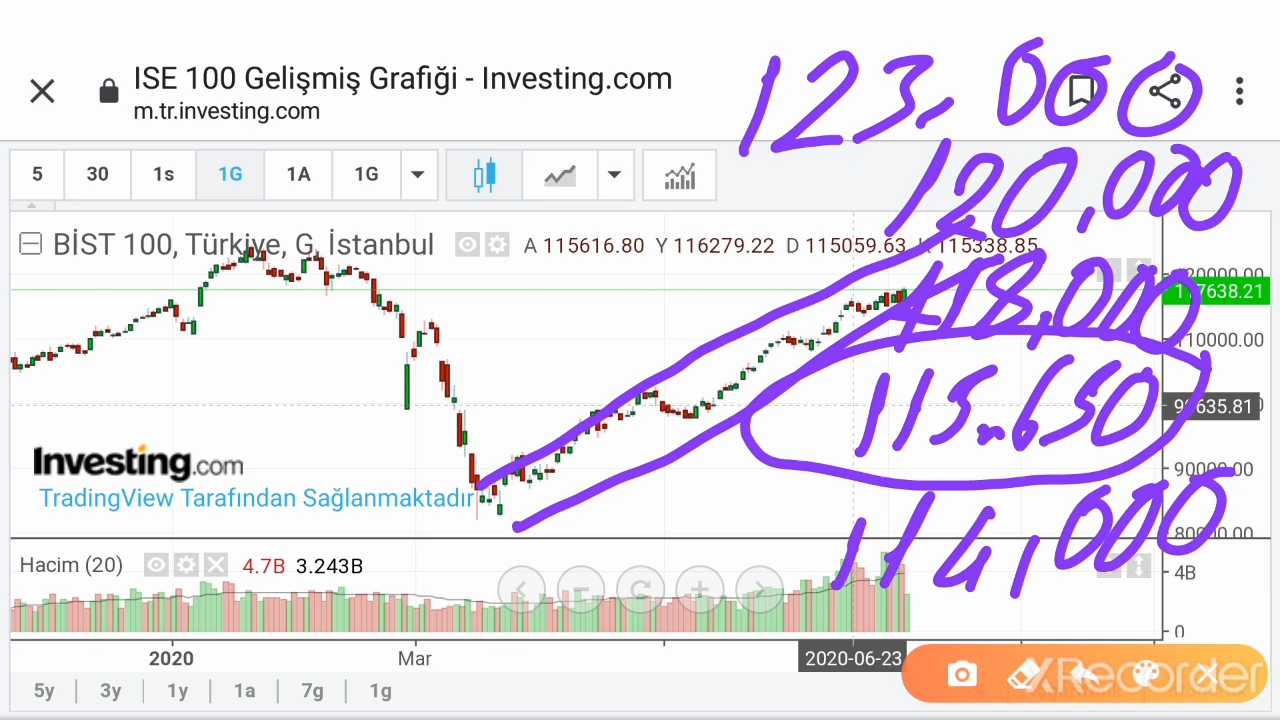 ISE 100 Gelişmiş Grafiği - Investing.com
m.tr.investing.com
123.000
5 30 1s 1G 1A 1G
120,000
BİST 100, Türkiye, G, İstanbul
A 115616.80 Y 116279.22 D 115059.63 K 115338.85
120000.00
117638.21
118,000
110000.00
115.650
90000.00
Investing.com
TradingView Tarafından Sağlanmaktadır
114,000
80000.00
Hacim (20) 4.7B 3.243B
4B
0
2020 Mar 2020-06-23
5y 3y 1y 1a 7g 1g
XRecorder